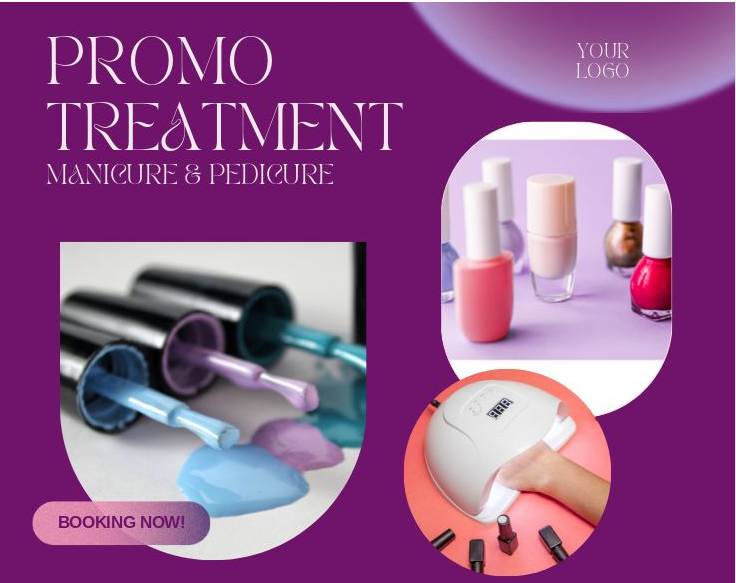 PROMO
TREATMENT
MANICURE & PEDICURE
YOUR
LOGO
BOOKING NOW!